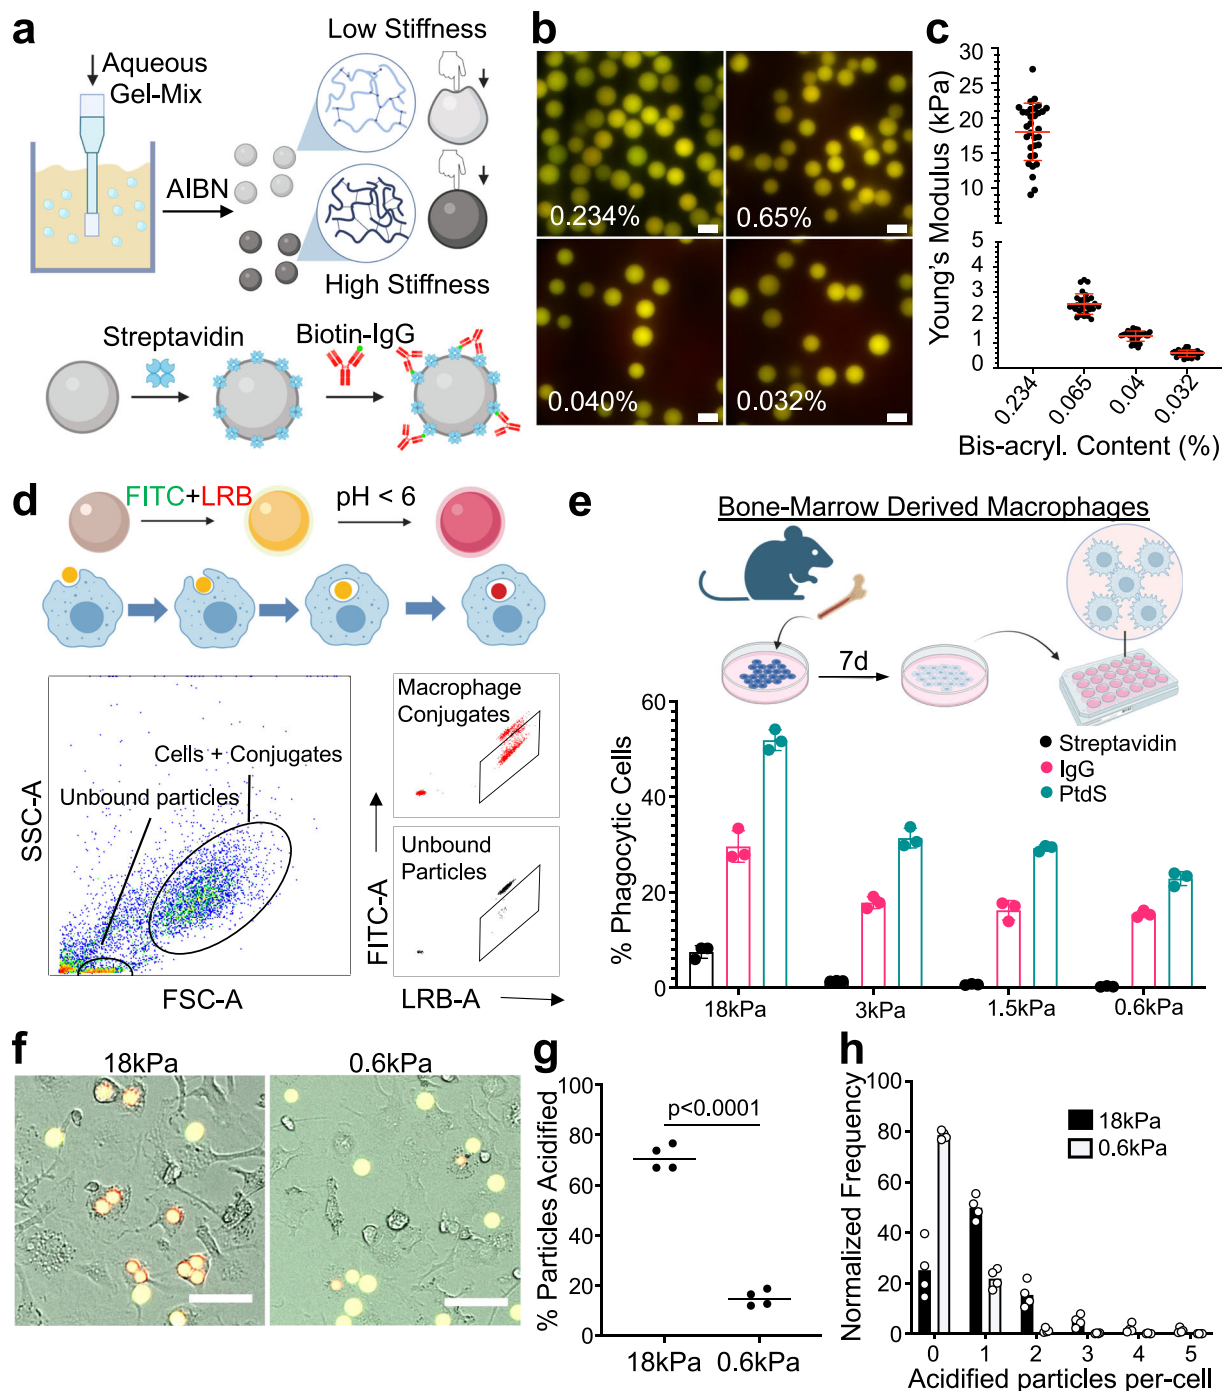 a
Low Stiffness
Aqueous
Gel-Mix
AIBN
High Stiffness
Streptavidin
Biotin-IgG
b
0.234%
0.65%
0.040%
0.032%
c
Young's Modulus (kPa)
30
25
20
15
10
5
4
3
2
1
0
0.234
0.065
0.04
0.032
Bis-acryl. Content (%)
d
FITC+LRB
pH < 6
SSC-A
Cells + Conjugates
Unbound particles
FSC-A
Macrophage
Conjugates
Unbound
Particles
FITC-A
LRB-A
e
Bone-Marrow Derived Macrophages
7d
% Phagocytic Cells
60
40
20
0
Streptavidin
IgG
PtdS
18kPa
3kPa
1.5kPa
0.6kPa
f
18kPa
0.6kPa
g
% Particles Acidified
100
80
60
40
20
0
p<0.0001
18kPa
0.6kPa
h
Normalized Frequency
100
80
60
40
20
0
18kPa
0.6kPa
0
1
2
3
4
5
Acidified particles per-cell